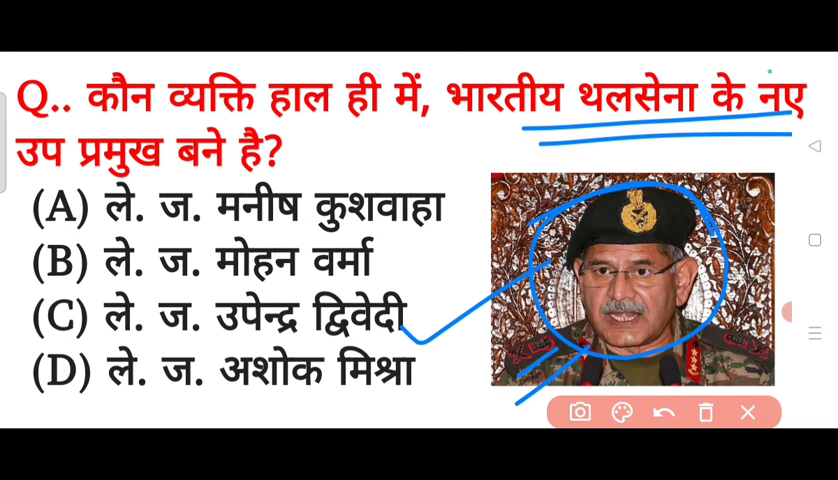 Q.. कौन व्यक्ति हाल ही में, भारतीय थलसेना के नए
उप प्रमुख बने है?
(A) ले. ज. मनीष कुशवाहा
(B) ले. ज. मोहन वर्मा
(C) ले. ज. उपेन्द्र द्विवेदी
(D) ले. ज. अशोक मिश्रा